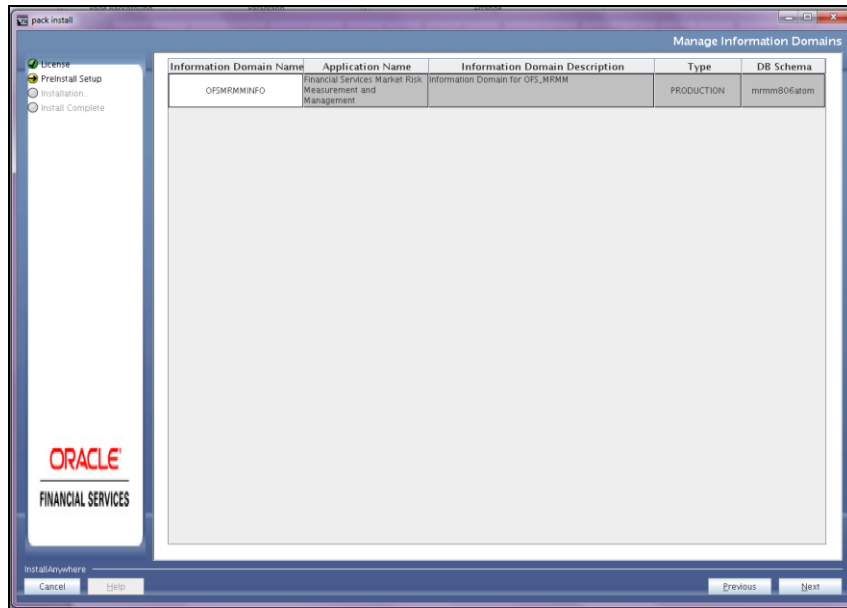 pack install
Manage Information Domains
License
PreInstall Setup
Installation...
Install Complete
Information Domain Name Application Name Information Domain Description Type DB Schema
OFSMRMMINFO Financial Services Market Risk Measurement and Management Information Domain for OFS_MRMM PRODUCTION mrmm806atom
ORACLE
FINANCIAL SERVICES
InstallAnywhere
Cancel Help Previous Next